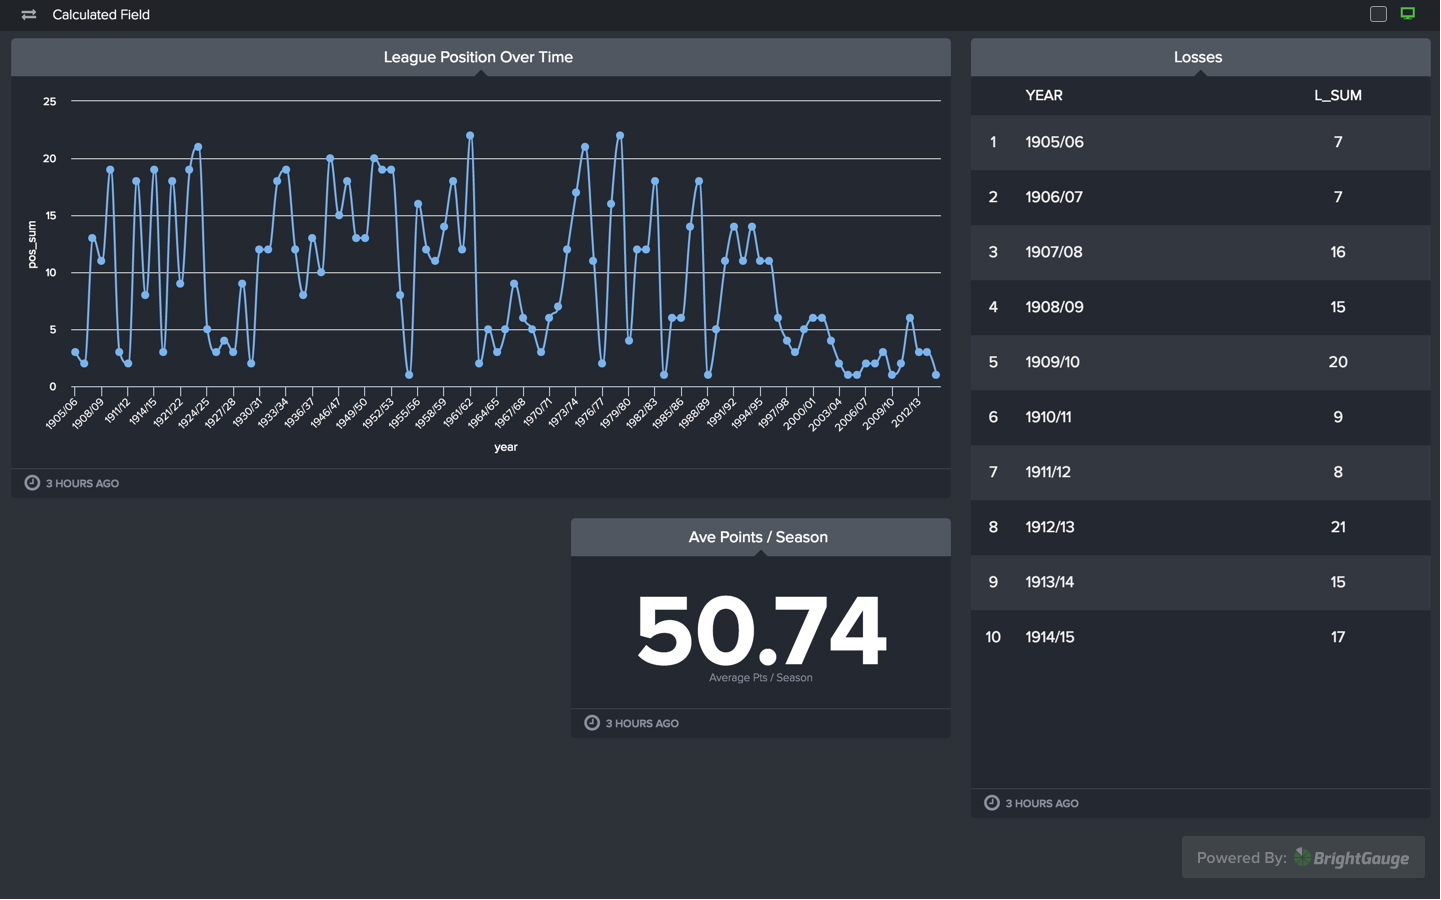 Calculated Field
League Position Over Time
25
20
15
10
5
0
pos_sum
1905/06 1908/09 1911/12 1914/15 1921/22 1924/25 1927/28 1930/31 1933/34 1936/37 1946/47 1949/50 1952/53 1955/56 1958/59 1961/62 1964/65 1967/68 1970/71 1973/74 1976/77 1979/80 1982/83 1985/86 1988/89 1991/92 1994/95 1997/98 2000/01 2003/04 2006/07 2009/10 2012/13
year
3 HOURS AGO
Ave Points / Season
50.74
Average Pts / Season
3 HOURS AGO
Losses
YEAR L_SUM
1 1905/06 7
2 1906/07 7
3 1907/08 16
4 1908/09 15
5 1909/10 20
6 1910/11 9
7 1911/12 8
8 1912/13 21
9 1913/14 15
10 1914/15 17
3 HOURS AGO
Powered By: BrightGauge